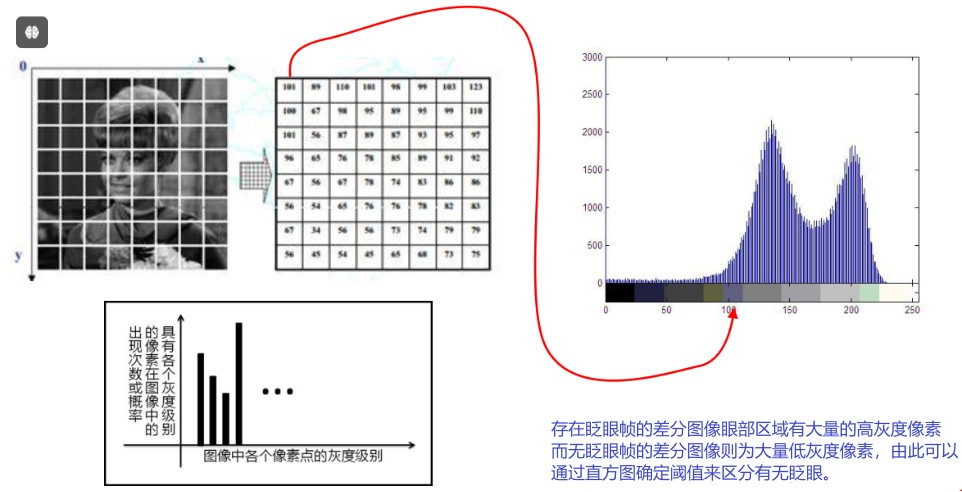 0
x
y
101 89 110 101 98 99 103 123
100 67 98 95 89 95 99 110
101 56 87 89 87 93 95 97
96 65 76 78 85 89 91 92
67 56 67 78 74 83 86 86
56 54 65 76 76 78 82 83
67 34 56 56 73 74 79 79
56 45 54 45 65 68 73 75
3000
2500
2000
1500
1000
500
0
0 50 100 150 200 250
具有各个灰度级别
的像素在图像中的
出现次数或概率
图像中各个像素点的灰度级别
存在眨眼帧的差分图像眼部区域有大量的高灰度像素
而无眨眼帧的差分图像则为大量低灰度像素，由此可以
通过直方图确定阈值来区分有无眨眼。